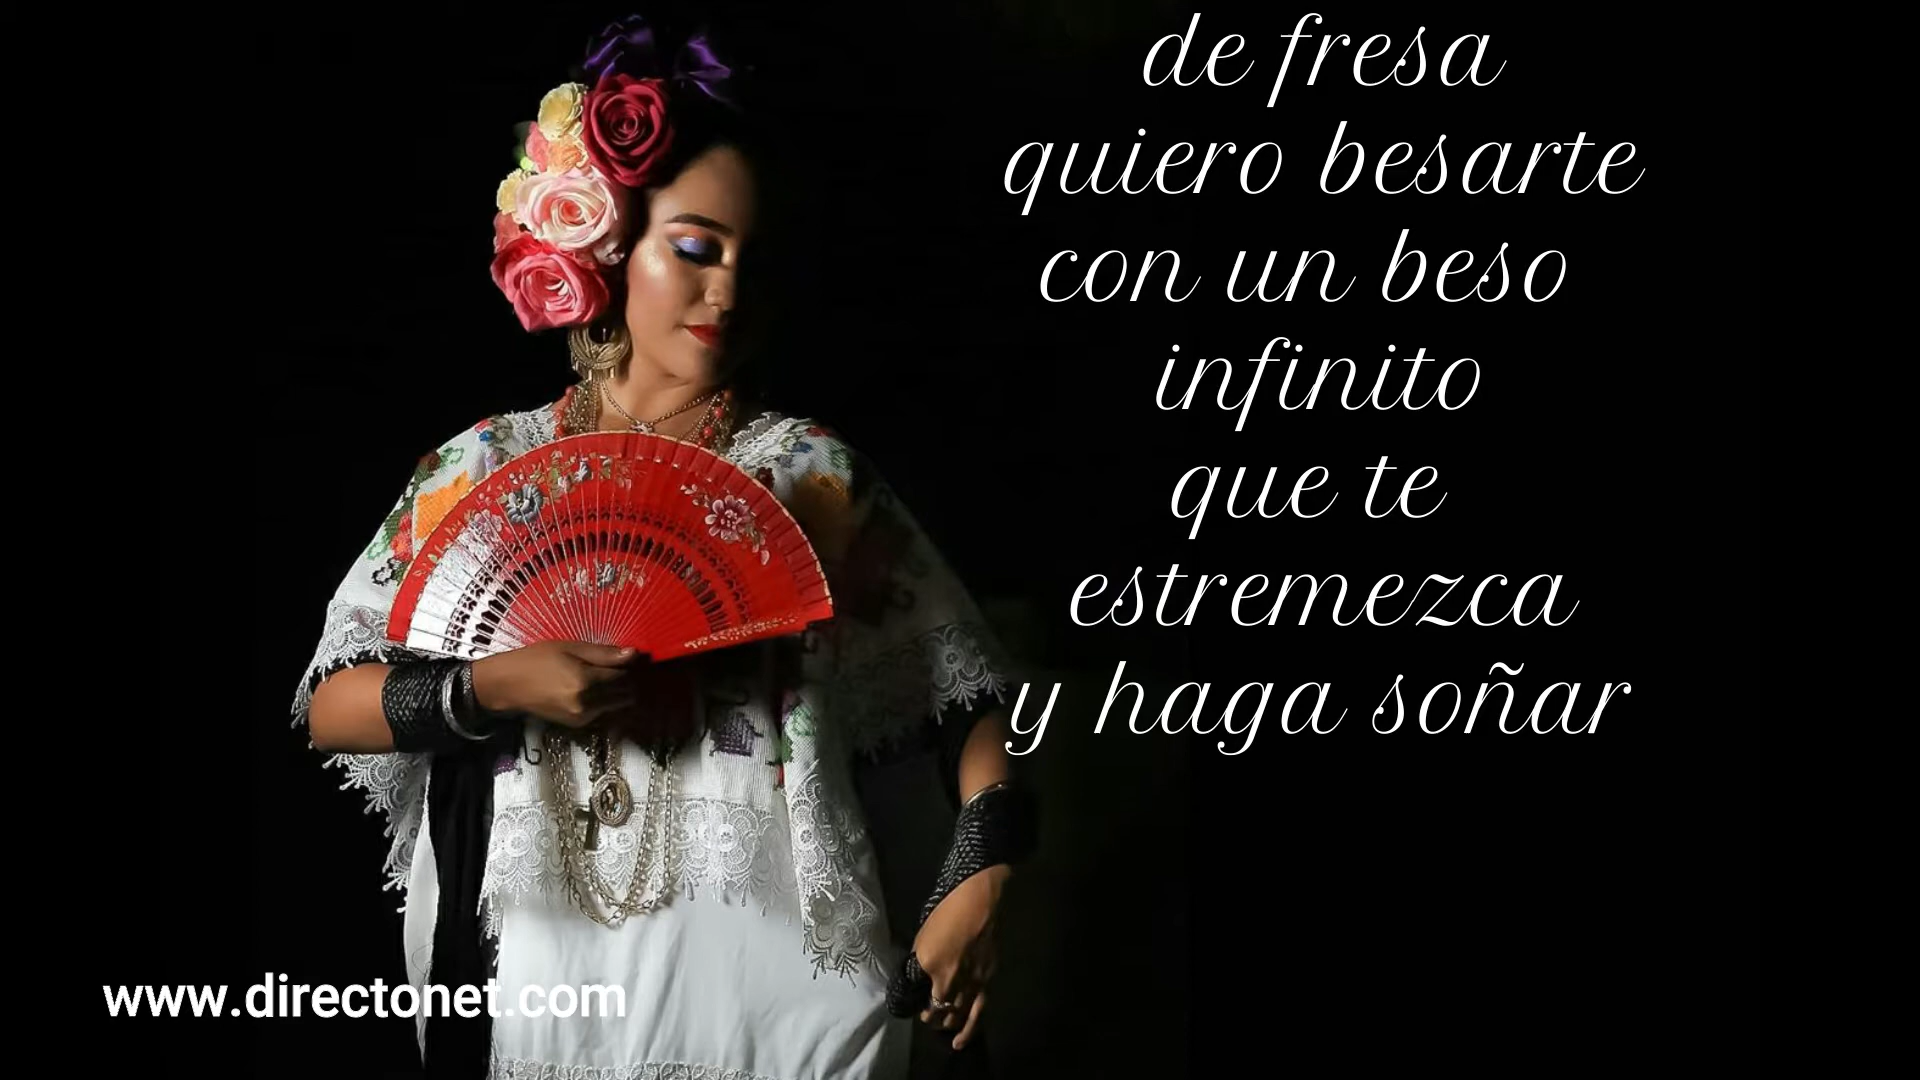 de fresa
quiero besarte
con un beso
infinito
que te
estremezca
y haga soñar
www.directonet.com